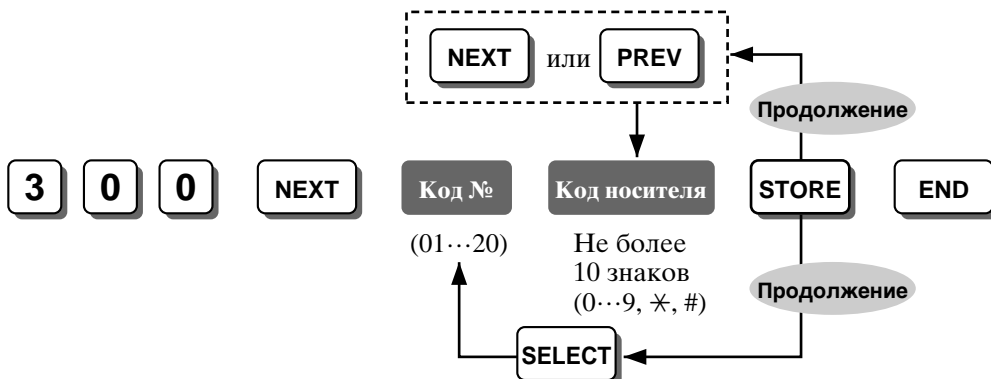 NEXT или PREV
Продолжение
3 0 0 NEXT Код № Код носителя STORE END
(01···20) Не более
10 знаков
(0···9, ✳, #)
Продолжение
SELECT